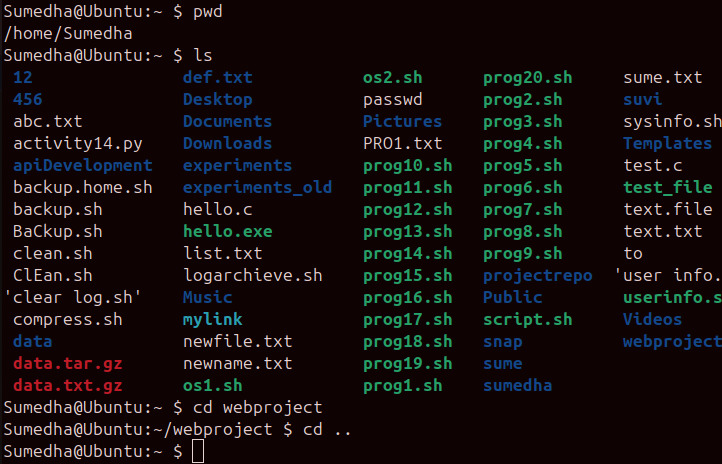 Sumedha@Ubuntu:~ $ pwd
/home/Sumedha
Sumedha@Ubuntu:~ $ ls
12 def.txt os2.sh prog20.sh sume.txt
456 Desktop passwd prog2.sh suvi
abc.txt Documents Pictures prog3.sh sysinfo.sh
activity14.py Downloads PRO1.txt prog4.sh Templates
apiDevelopment experiments prog10.sh prog5.sh test.c
backup.home.sh experiments_old prog11.sh prog6.sh test_file
backup.sh hello.c prog12.sh prog7.sh text.file
BaCkup.sh hello.exe prog13.sh prog8.sh text.txt
clean.sh list.txt prog14.sh prog9.sh to
ClEan.sh logarchieve.sh prog15.sh projectrepo 'user info.
'clear log.sh' Music prog16.sh Public userinfo.s
compress.sh mylink prog17.sh script.sh Videos
data newfile.txt prog18.sh snap webproject
data.tar.gz newname.txt prog19.sh sume
data.txt.gz os1.sh prog1.sh sumedha
Sumedha@Ubuntu:~ $ cd webproject
Sumedha@Ubuntu:~/webproject $ cd ..
Sumedha@Ubuntu:~ $